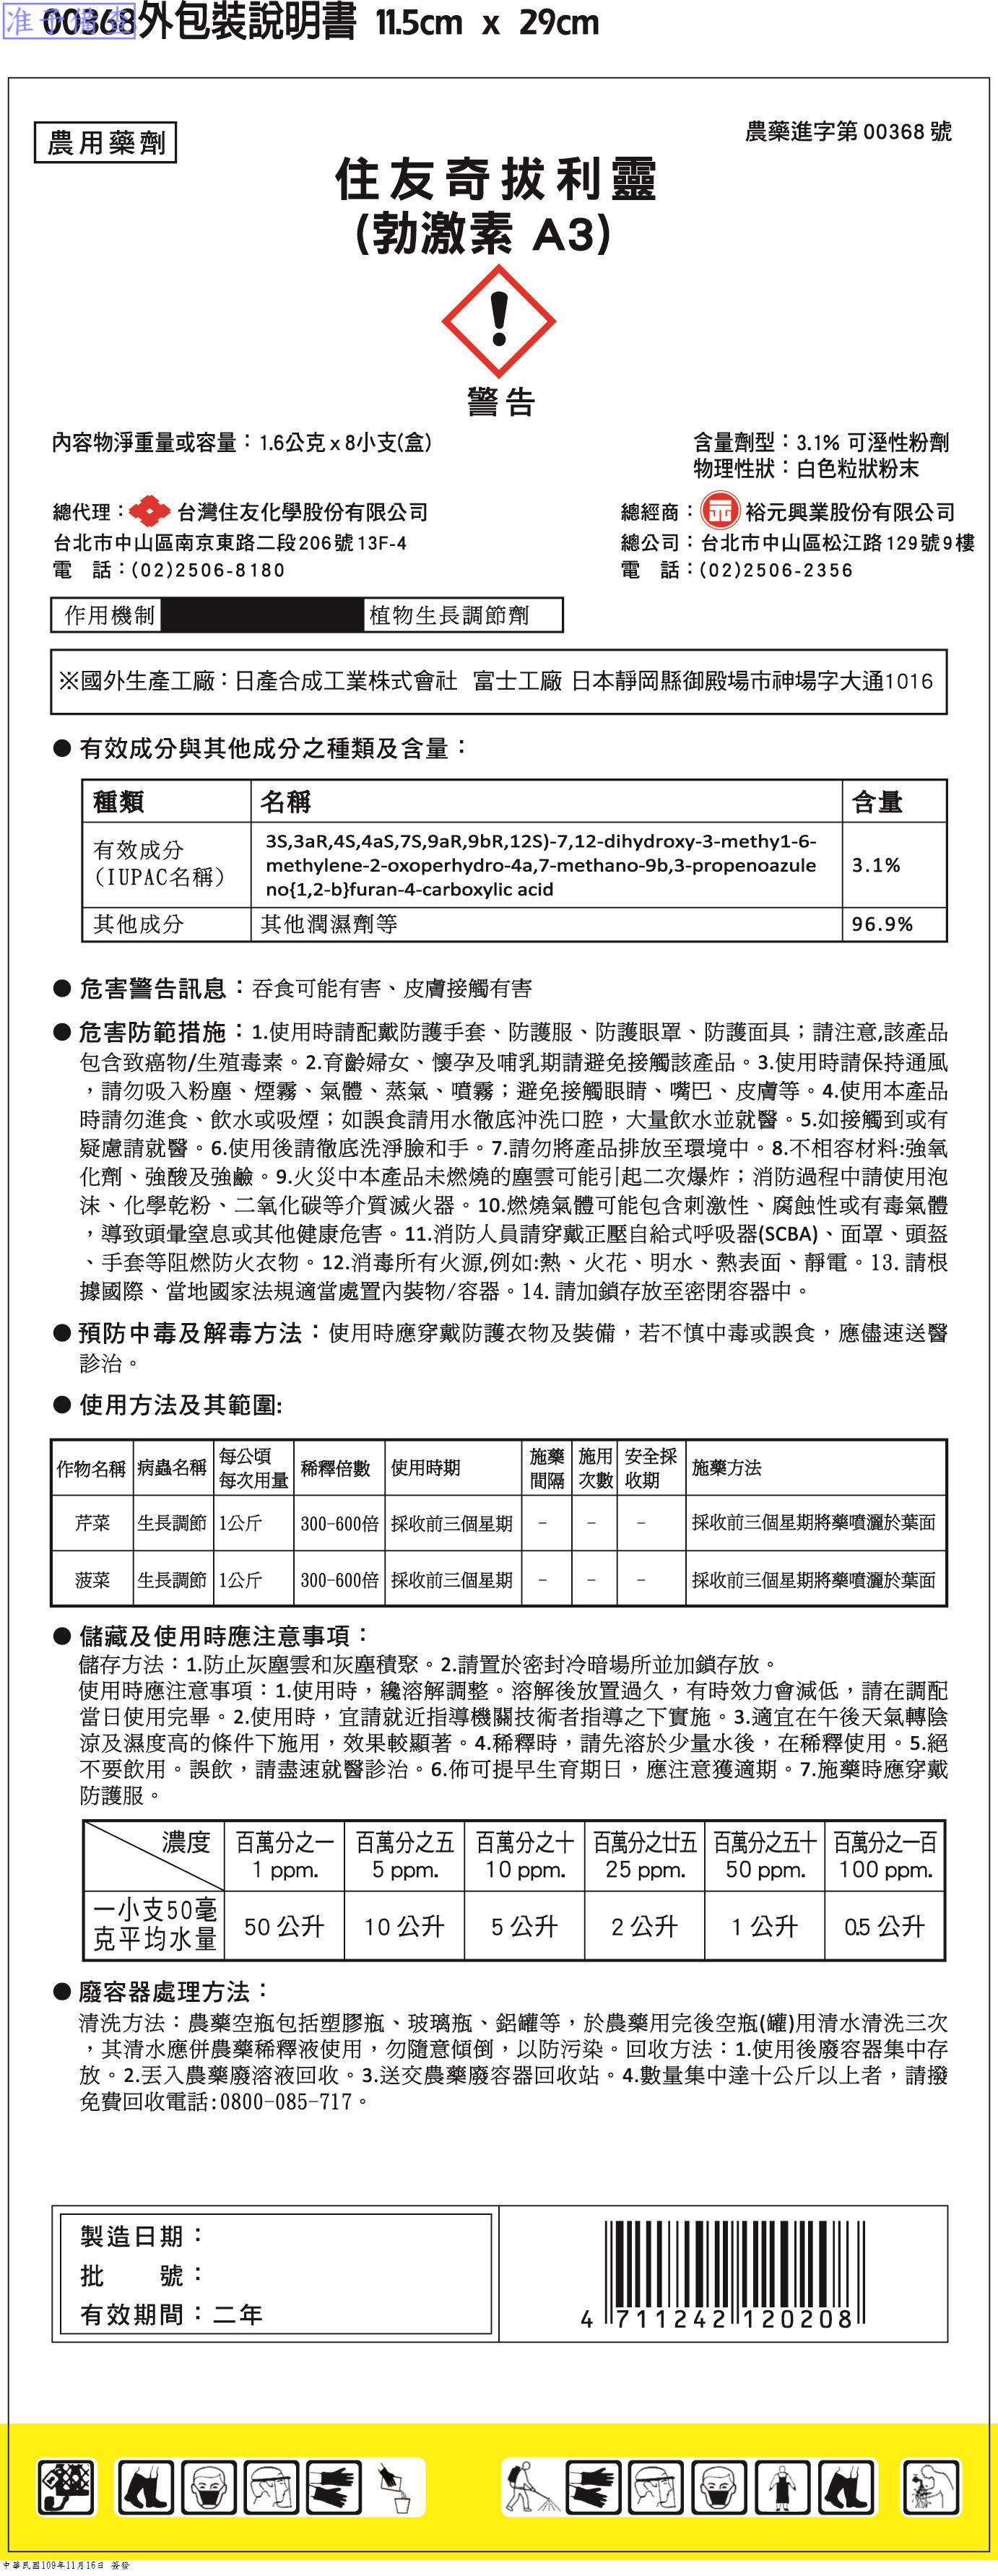 准予備查
00368外包裝說明書 11.5cm x 29cm
農用藥劑
農藥進字第 00368 號
住友奇拔利靈
(勃激素 A3)
警告
內容物淨重量或容量：1.6公克 x 8小支(盒)
含量劑型：3.1% 可溼性粉劑
物理性狀：白色粒狀粉末
總代理： 台灣住友化學股份有限公司
台北市中山區南京東路二段206號13F-4
電 話：(02)2506-8180
總經商： 裕元興業股份有限公司
總公司：台北市中山區松江路129號9樓
電 話：(02)2506-2356
作用機制 植物生長調節劑
※國外生產工廠：日產合成工業株式會社 富士工廠 日本靜岡縣御殿場市神場字大通1016
● 有效成分與其他成分之種類及含量：
種類 名稱 含量
有效成分
（IUPAC名稱）
3S,3aR,4S,4aS,7S,9aR,9bR,12S)-7,12-dihydroxy-3-methy1-6-
methylene-2-oxoperhydro-4a,7-methano-9b,3-propenoazule
no{1,2-b}furan-4-carboxylic acid
3.1%
其他成分 其他潤濕劑等 96.9%
● 危害警告訊息：吞食可能有害、皮膚接觸有害
● 危害防範措施：1.使用時請配戴防護手套、防護服、防護眼罩、防護面具；請注意,該產品
包含致癌物/生殖毒素。2.育齡婦女、懷孕及哺乳期請避免接觸該產品。3.使用時請保持通風
，請勿吸入粉塵、煙霧、氣體、蒸氣、噴霧；避免接觸眼睛、嘴巴、皮膚等。4.使用本產品
時請勿進食、飲水或吸煙；如誤食請用水徹底沖洗口腔，大量飲水並就醫。5.如接觸到或有
疑慮請就醫。6.使用後請徹底洗淨臉和手。7.請勿將產品排放至環境中。8.不相容材料:強氧
化劑、強酸及強鹼。9.火災中本產品未燃燒的塵雲可能引起二次爆炸；消防過程中請使用泡
沫、化學乾粉、二氧化碳等介質滅火器。10.燃燒氣體可能包含刺激性、腐蝕性或有毒氣體
，導致頭暈窒息或其他健康危害。11.消防人員請穿戴正壓自給式呼吸器(SCBA)、面罩、頭盔
、手套等阻燃防火衣物。12.消毒所有火源,例如:熱、火花、明水、熱表面、靜電。13.請根
據國際、當地國家法規適當處置內裝物/容器。14.請加鎖存放至密閉容器中。
● 預防中毒及解毒方法：使用時應穿戴防護衣物及裝備，若不慎中毒或誤食，應儘速送醫
診治。
● 使用方法及其範圍:
作物名稱 病蟲名稱 每公頃每次用量 稀釋倍數 使用時期 施藥間隔 施用次數 安全採收期 施藥方法
芹菜 生長調節 1公斤 300-600倍 採收前三個星期 - - - 採收前三個星期將藥噴灑於葉面
菠菜 生長調節 1公斤 300-600倍 採收前三個星期 - - - 採收前三個星期將藥噴灑於葉面
● 儲藏及使用時應注意事項：
儲存方法：1.防止灰塵雲和灰塵積聚。2.請置於密封冷暗場所並加鎖存放。
使用時應注意事項：1.使用時，纔溶解調整。溶解後放置過久，有時效力會減低，請在調配
當日使用完畢。2.使用時，宜請就近指導機關技術者指導之下實施。3.適宜在午後天氣轉陰
涼及濕度高的條件下施用，效果較顯著。4.稀釋時，請先溶於少量水後，在稀釋使用。5.絕
不要飲用。誤飲，請盡速就醫診治。6.佈可提早生育期日，應注意獲適期。7.施藥時應穿戴
防護服。
濃度 百萬分之一 百萬分之五 百萬分之十 百萬分之廿五 百萬分之五十 百萬分之一百
1 ppm. 5 ppm. 10 ppm. 25 ppm. 50 ppm. 100 ppm.
一小支50毫
克平均水量
50 公升 10 公升 5 公升 2 公升 1 公升 0.5 公升
● 廢容器處理方法：
清洗方法：農藥空瓶包括塑膠瓶、玻璃瓶、鋁罐等，於農藥用完後空瓶(罐)用清水清洗三次
，其清水應併農藥稀釋液使用，勿隨意傾倒，以防污染。回收方法：1.使用後廢容器集中存
放。2.丟入農藥廢溶液回收。3.送交農藥廢容器回收站。4.數量集中達十公斤以上者，請撥
免費回收電話:0800-085-717。
製造日期：
批 號：
有效期間：二年
4 711242 120208
中華民國109年11月16日 簽發